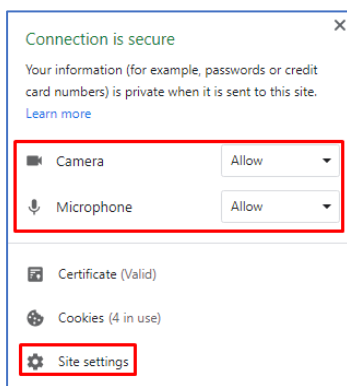 Connection is secure
Your information (for example, passwords or credit
card numbers) is private when it is sent to this site.
Learn more
Camera Allow
Microphone Allow
Certificate (Valid)
Cookies (4 in use)
Site settings